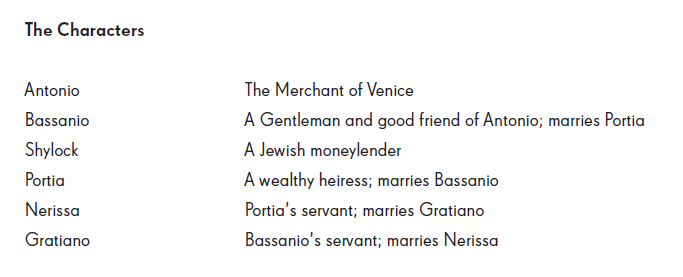 The Characters
Antonio The Merchant of Venice
Bassanio A Gentleman and good friend of Antonio; marries Portia
Shylock A Jewish moneylender
Portia A wealthy heiress; marries Bassanio
Nerissa Portia's servant; marries Gratiano
Gratiano Bassanio's servant; marries Nerissa